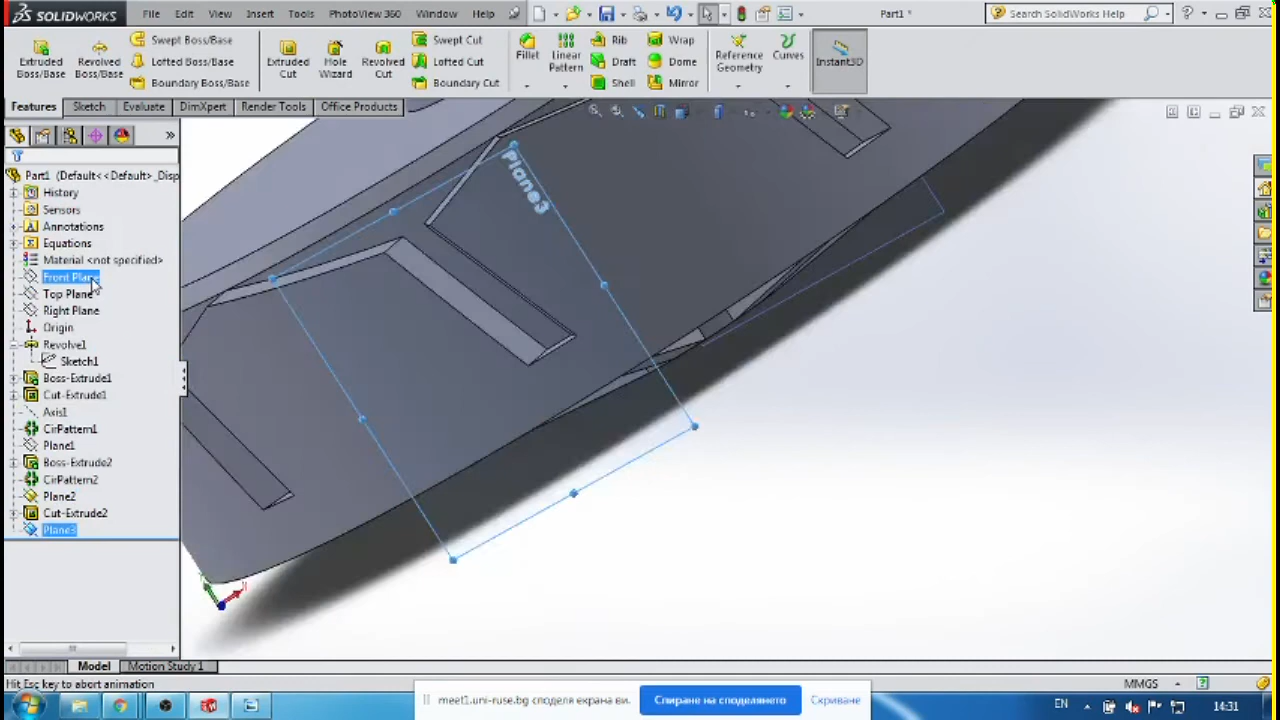 SOLIDWORKS File Edit View Insert Tools PhotoView 360 Window Help Part1 * Search SolidWorks Help
Extruded Boss/Base
Revolved Boss/Base
Swept Boss/Base
Lofted Boss/Base
Boundary Boss/Base
Extruded Cut
Hole Wizard
Revolved Cut
Swept Cut
Lofted Cut
Boundary Cut
Fillet
Linear Pattern
Rib
Draft
Shell
Wrap
Dome
Mirror
Reference Geometry
Curves
Instant3D
Features Sketch Evaluate DimXpert Render Tools Office Products
Part1 (Default<<Default>_Disp
History
Sensors
Annotations
Equations
Material <not specified>
Front Plane
Top Plane
Right Plane
Origin
Revolve1
Sketch1
Boss-Extrude1
Cut-Extrude1
Axis1
CirPattern1
Plane1
Boss-Extrude2
CirPattern2
Plane2
Cut-Extrude2
Plane3
Plane3
Model Motion Study 1
Hit Esc key to abort animation MMGS
meet1.uni-ruse.bg споделя екрана ви. Спиране на споделянето Скриване
EN 14:31